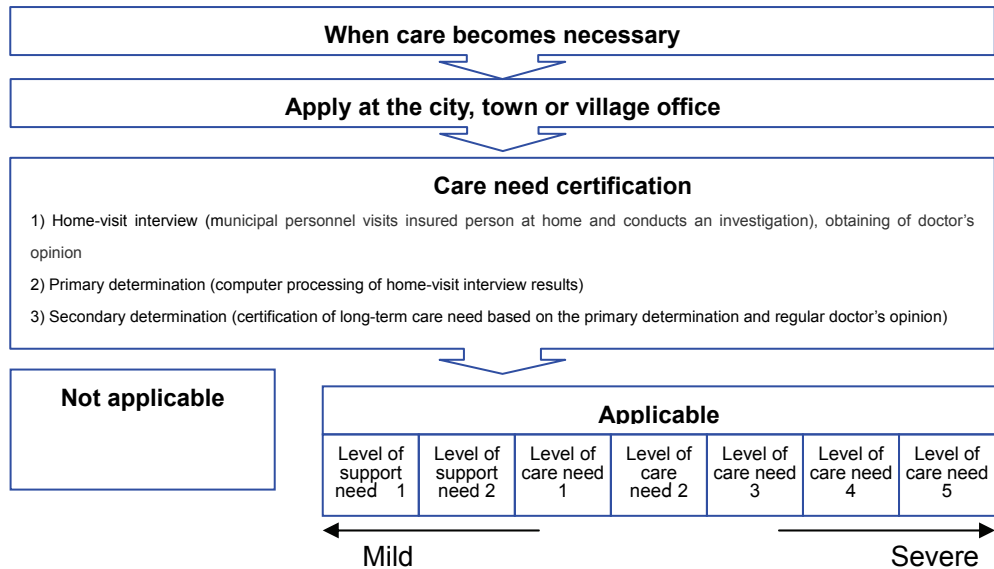 When care becomes necessary
Apply at the city, town or village office
Care need certification
1) Home-visit interview (municipal personnel visits insured person at home and conducts an investigation), obtaining of doctor's
opinion
2) Primary determination (computer processing of home-visit interview results)
3) Secondary determination (certification of long-term care need based on the primary determination and regular doctor's opinion)
Not applicable
Applicable
Level of
support
need 1
Level of
support
need 2
Level of
care need
1
Level of
care
need 2
Level of
care need
3
Level of
care need
4
Level of
care need
5
Mild
Severe